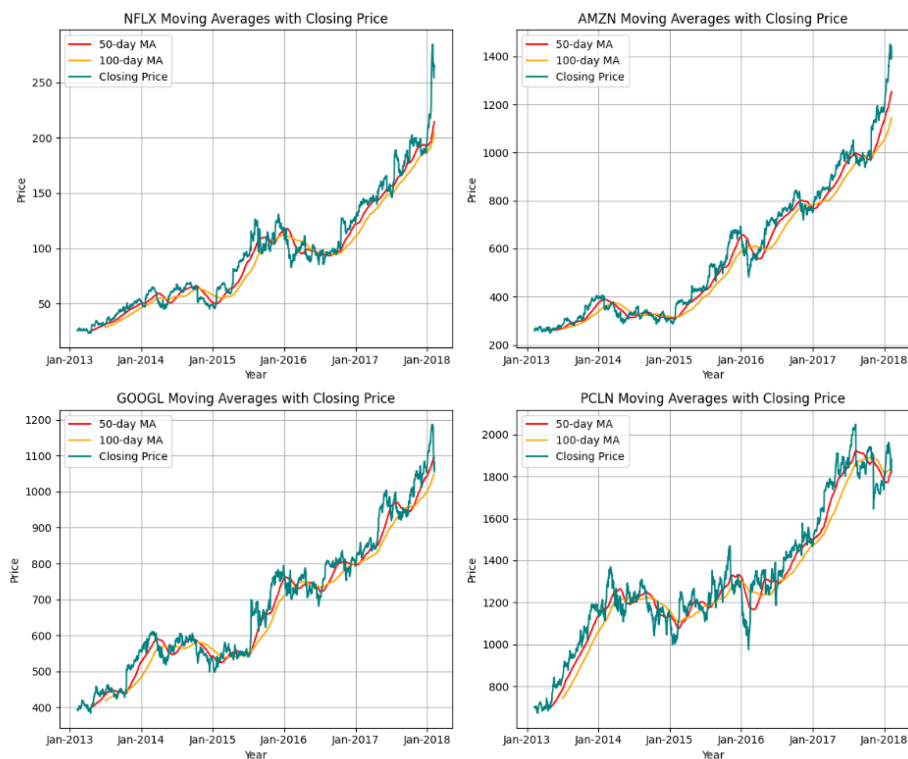 NFLX Moving Averages with Closing Price
50-day MA
100-day MA
Closing Price
250
200
150
100
50
Price
Jan-2013 Jan-2014 Jan-2015 Jan-2016 Jan-2017 Jan-2018
Year
AMZN Moving Averages with Closing Price
50-day MA
100-day MA
Closing Price
1400
1200
1000
800
600
400
200
Price
Jan-2013 Jan-2014 Jan-2015 Jan-2016 Jan-2017 Jan-2018
Year
GOOGL Moving Averages with Closing Price
50-day MA
100-day MA
Closing Price
1200
1100
1000
900
800
700
600
500
400
Price
Jan-2013 Jan-2014 Jan-2015 Jan-2016 Jan-2017 Jan-2018
Year
PCLN Moving Averages with Closing Price
50-day MA
100-day MA
Closing Price
2000
1800
1600
1400
1200
1000
800
Price
Jan-2013 Jan-2014 Jan-2015 Jan-2016 Jan-2017 Jan-2018
Year